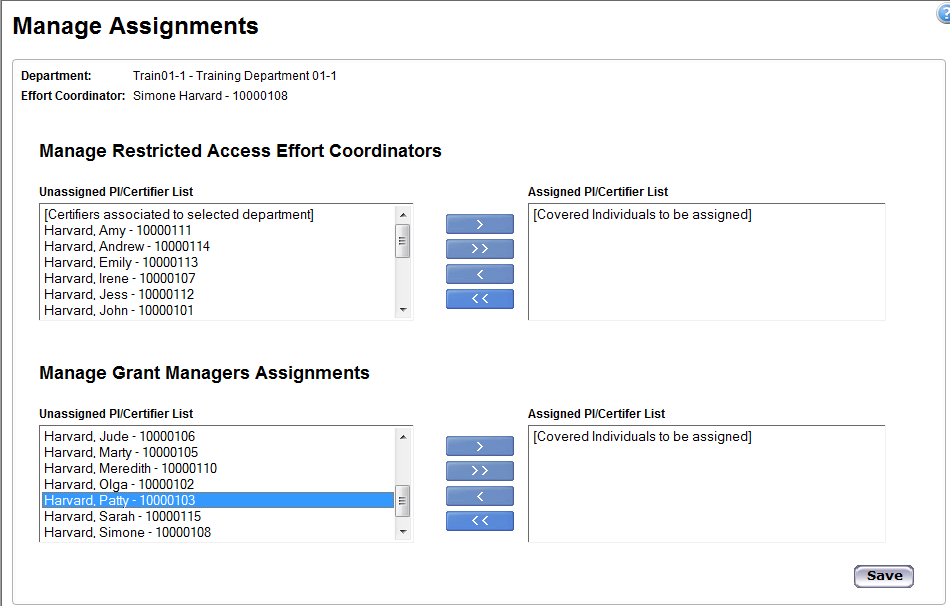 Manage Assignments
?
Department: Train01-1 - Training Department 01-1
Effort Coordinator: Simone Harvard - 10000108
Manage Restricted Access Effort Coordinators
Unassigned PI/Certifier List
[Certifiers associated to selected department]
Harvard, Amy - 10000111
Harvard, Andrew - 10000114
Harvard, Emily - 10000113
Harvard, Irene - 10000107
Harvard, Jess - 10000112
Harvard, John - 10000101
>
>>
<
<<
Assigned PI/Certifier List
[Covered Individuals to be assigned]
Manage Grant Managers Assignments
Unassigned PI/Certifier List
Harvard, Jude - 10000106
Harvard, Marty - 10000105
Harvard, Meredith - 10000110
Harvard, Olga - 10000102
Harvard, Patty - 10000103
Harvard, Sarah - 10000115
Harvard, Simone - 10000108
>
>>
<
<<
Assigned PI/Certifer List
[Covered Individuals to be assigned]
Save